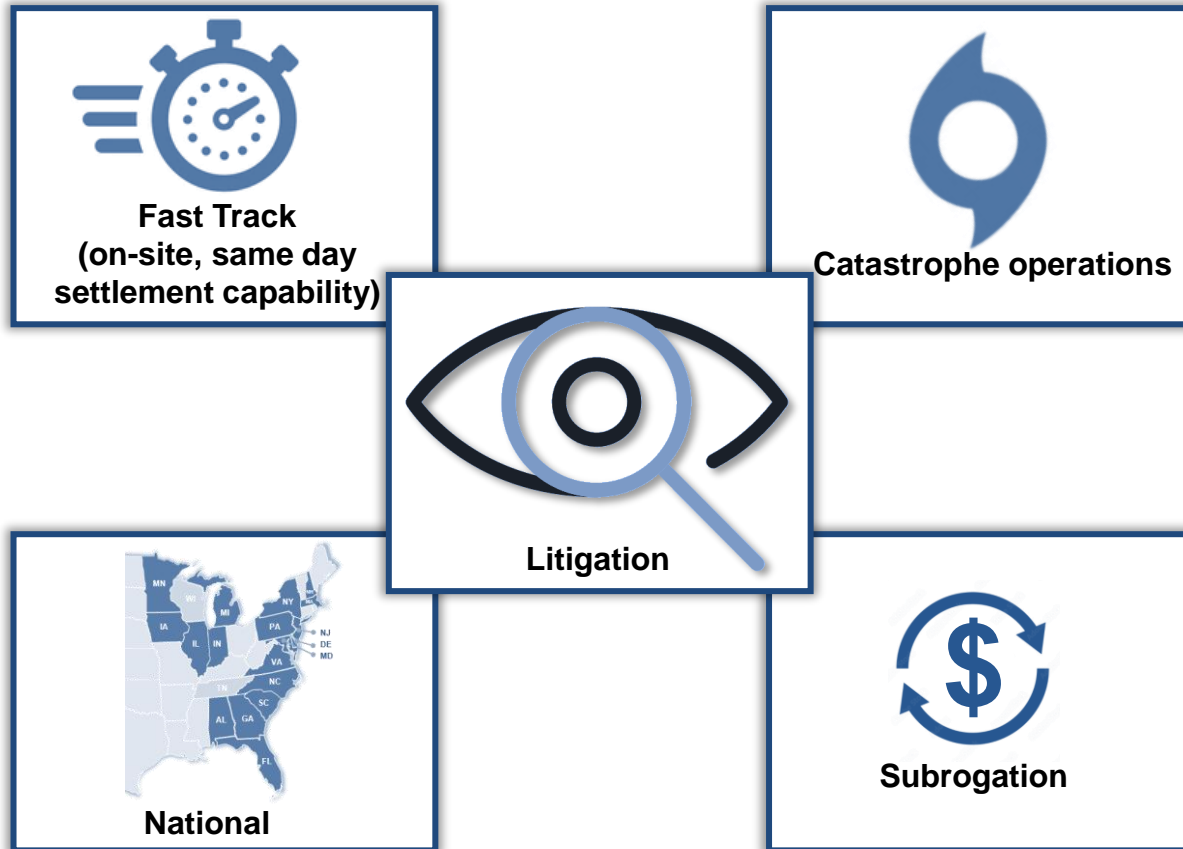 Fast Track
(on-site, same day
settlement capability)
Catastrophe operations
Litigation
MN
WI
MI
NY
IA
IL
IN
PA
NJ
DE
MD
VA
NC
TN
SC
AL
GA
FL
National
$
Subrogation